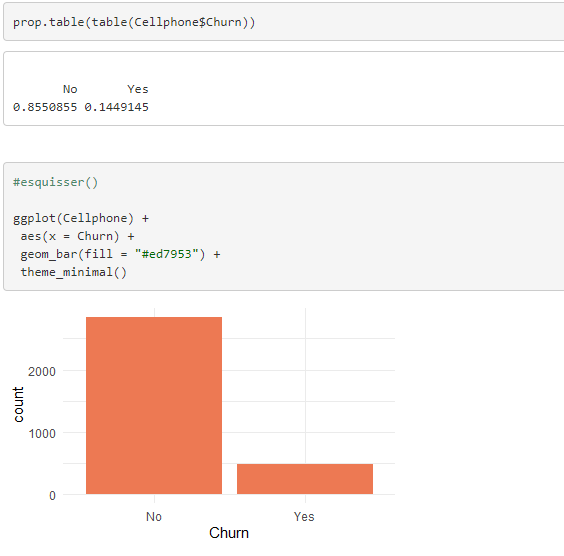 prop.table(table(Cellphone$Churn))
No Yes
0.8550855 0.1449145
#esquisser()
ggplot(Cellphone) +
aes(x = Churn) +
geom_bar(fill = "#ed7953") +
theme_minimal()
2000
1000
0
count
No Yes
Churn